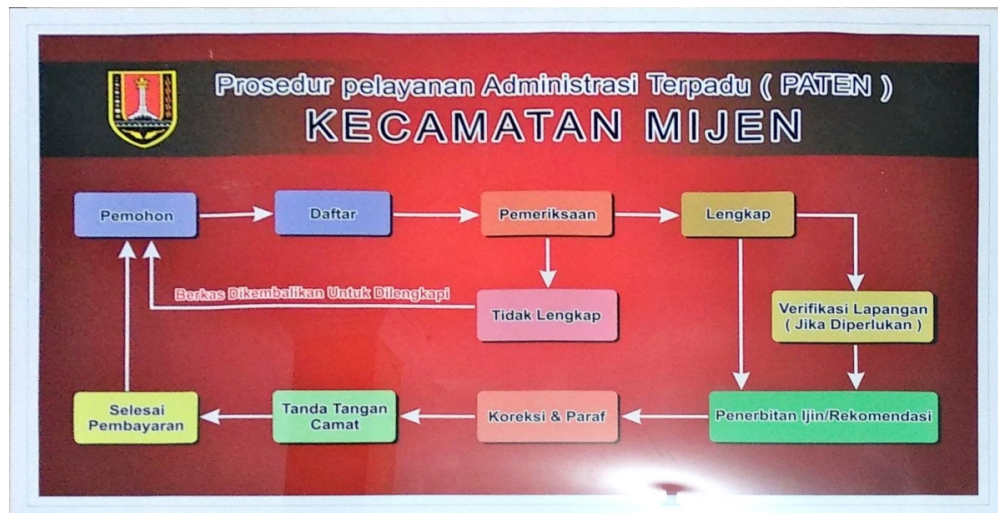 Prosedur pelayanan Administrasi Terpadu ( PATEN )
KECAMATAN MIJEN
Pemohon
Daftar
Pemeriksaan
Lengkap
Berkas Dikembalikan Untuk Dilengkapi
Tidak Lengkap
Verifikasi Lapangan
( Jika Diperlukan )
Selesai
Pembayaran
Tanda Tangan
Camat
Koreksi & Paraf
Penerbitan Ijin/Rekomendasi